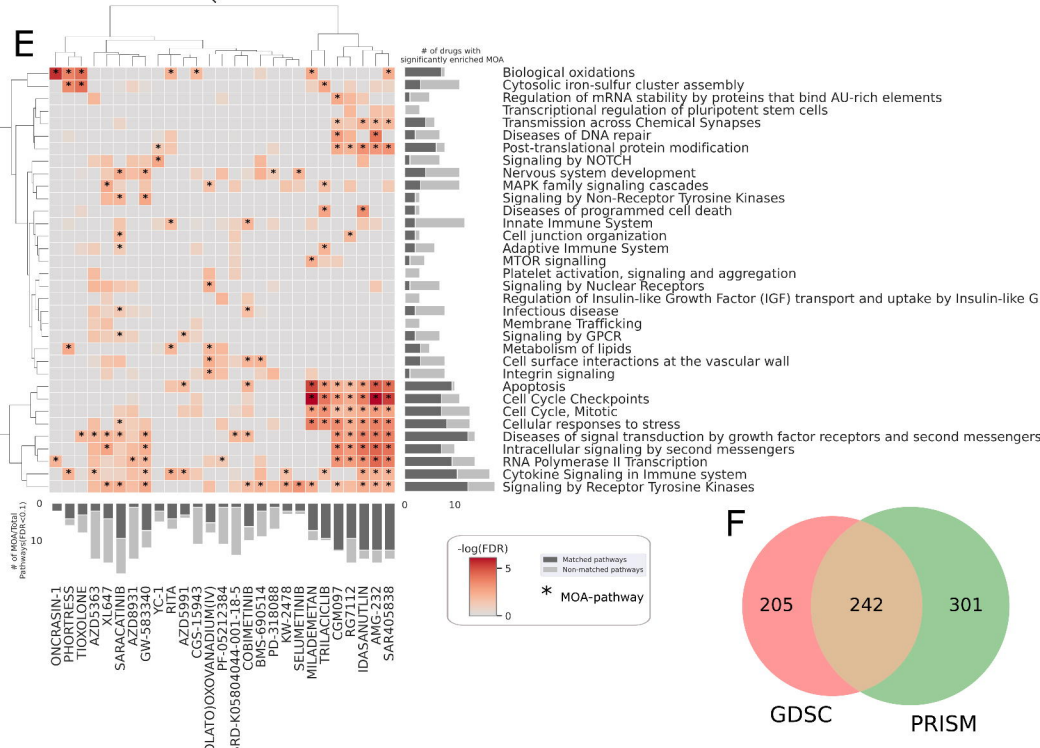 E
# of drugs with
significantly enriched MOA
Biological oxidations
Cytosolic iron-sulfur cluster assembly
Regulation of mRNA stability by proteins that bind AU-rich elements
Transcriptional regulation of pluripotent stem cells
Transmission across Chemical Synapses
Diseases of DNA repair
Post-translational protein modification
Signaling by NOTCH
Nervous system development
MAPK family signaling cascades
Signaling by Non-Receptor Tyrosine Kinases
Diseases of programmed cell death
Innate Immune System
Cell junction organization
Adaptive Immune System
MTOR signalling
Platelet activation, signaling and aggregation
Signaling by Nuclear Receptors
Regulation of Insulin-like Growth Factor (IGF) transport and uptake by Insulin-like G
Infectious disease
Membrane Trafficking
Signaling by GPCR
Metabolism of lipids
Cell surface interactions at the vascular wall
Integrin signaling
Apoptosis
Cell Cycle Checkpoints
Cell Cycle, Mitotic
Cellular responses to stress
Diseases of signal transduction by growth factor receptors and second messengers
Intracellular signaling by second messengers
RNA Polymerase II Transcription
Cytokine Signaling in Immune system
Signaling by Receptor Tyrosine Kinases
0 10
# of MOA/Total
Pathways(FDR<0.1)
0
10
ONCRASIN-1
PHORTRESS
TIOXOLONE
AZD5363
XL647
SARACATINIB
AZD8931
GW-583340
YC-1
RITA
AZD5991
CGS-15943
OLATO)OXOVANADIUM(IV)
PF-05212384
BRD-K05804044-001-18-5
COBIMETINIB
BMS-690514
PD-318088
KW-2478
SELUMETINIB
MILADEMETAN
TRILACICLIB
CGM097
RG7112
IDASANUTLIN
AMG-232
SAR405838
-log(FDR)
5
0
Matched pathways
Non-matched pathways
* MOA-pathway
F
205 242 301
GDSC
PRISM